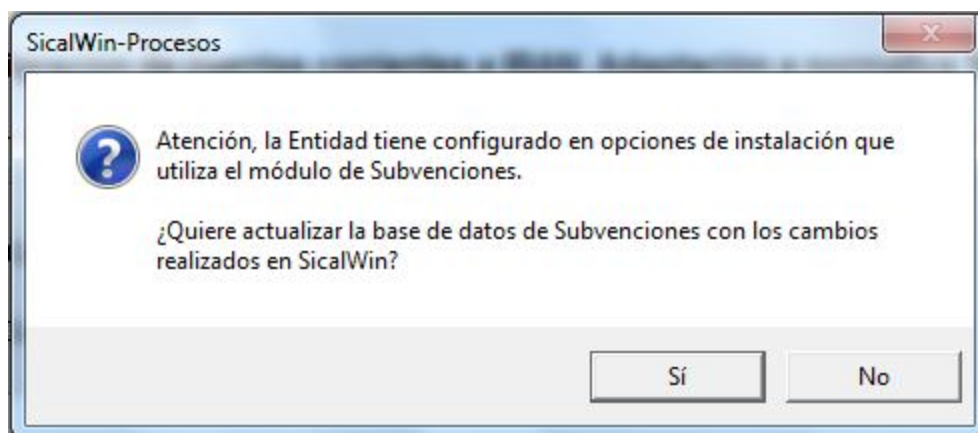 SicalWin-Procesos
Atención, la Entidad tiene configurado en opciones de instalación que
utiliza el módulo de Subvenciones.
¿Quiere actualizar la base de datos de Subvenciones con los cambios
realizados en SicalWin?
Sí
No